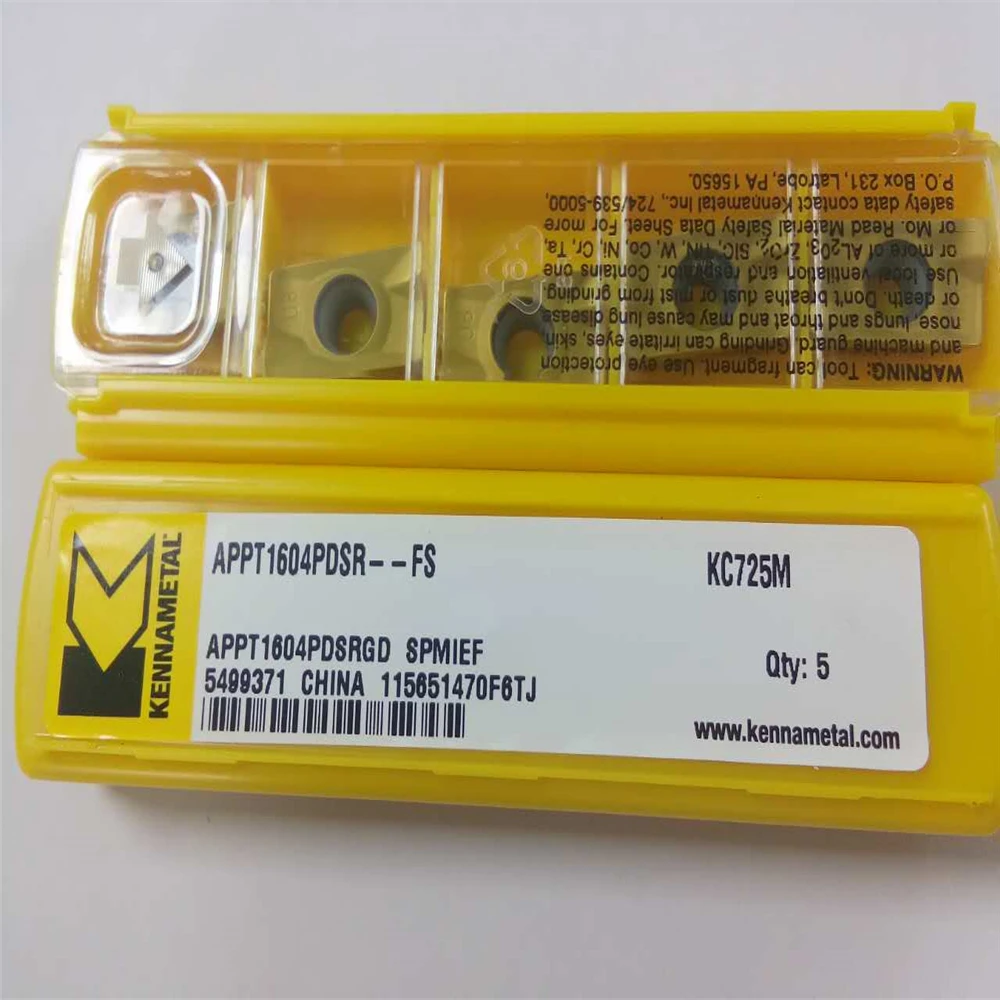 WARNING: Tool can fragment. Use eye protection
and machine guard. Grinding can irritate eyes, skin,
nose, lungs and throat and may cause lung disease
or death. Don't breathe dust or mist from grinding.
Use local ventilation and respirator. Contains one
or more of AL2O3, ZrO2, SiC, TiN, W, Co, Ni, Cr, Ta,
or Mo. Read Material Safety Data Sheet. For more
safety data contact Kennametal Inc., 724/539-5000,
P.O. Box 231, Latrobe, PA 15650.
KENNAMETAL
APPT1604PDSR--FS KC725M
APPT1604PDSRGD SPMIEF
5499371 CHINA 115651470F6TJ
Qty: 5
www.kennametal.com